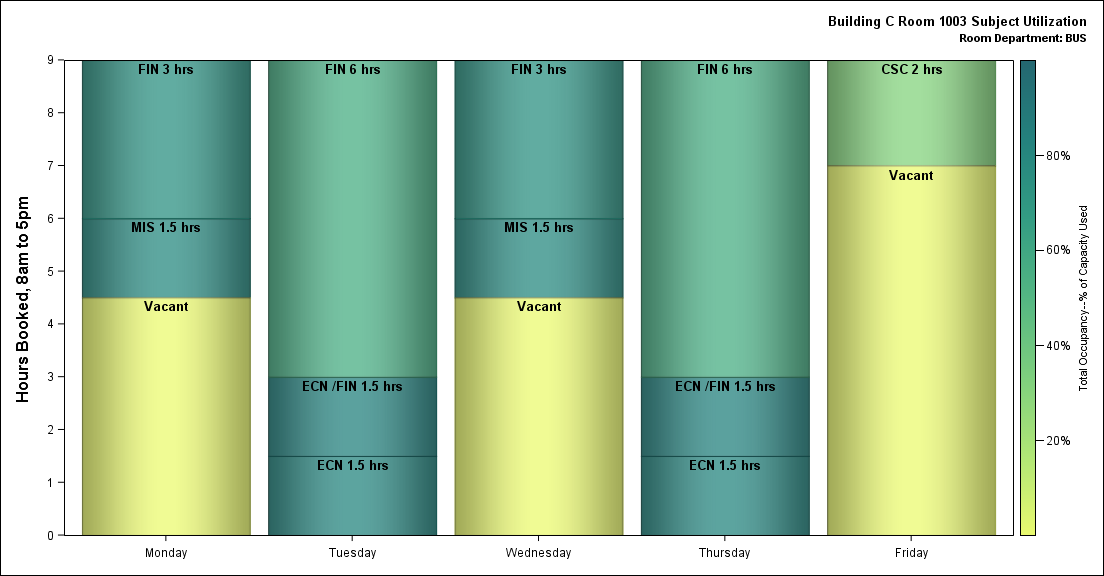 Building C Room 1003 Subject Utilization
Room Department: BUS
Hours Booked, 8am to 5pm
9
8
7
6
5
4
3
2
1
0
FIN 3 hrs
MIS 1.5 hrs
Vacant
Monday
FIN 6 hrs
ECN /FIN 1.5 hrs
ECN 1.5 hrs
Tuesday
FIN 3 hrs
MIS 1.5 hrs
Vacant
Wednesday
FIN 6 hrs
ECN /FIN 1.5 hrs
ECN 1.5 hrs
Thursday
CSC 2 hrs
Vacant
Friday
80%
60%
40%
20%
Total Occupancy--% of Capacity Used